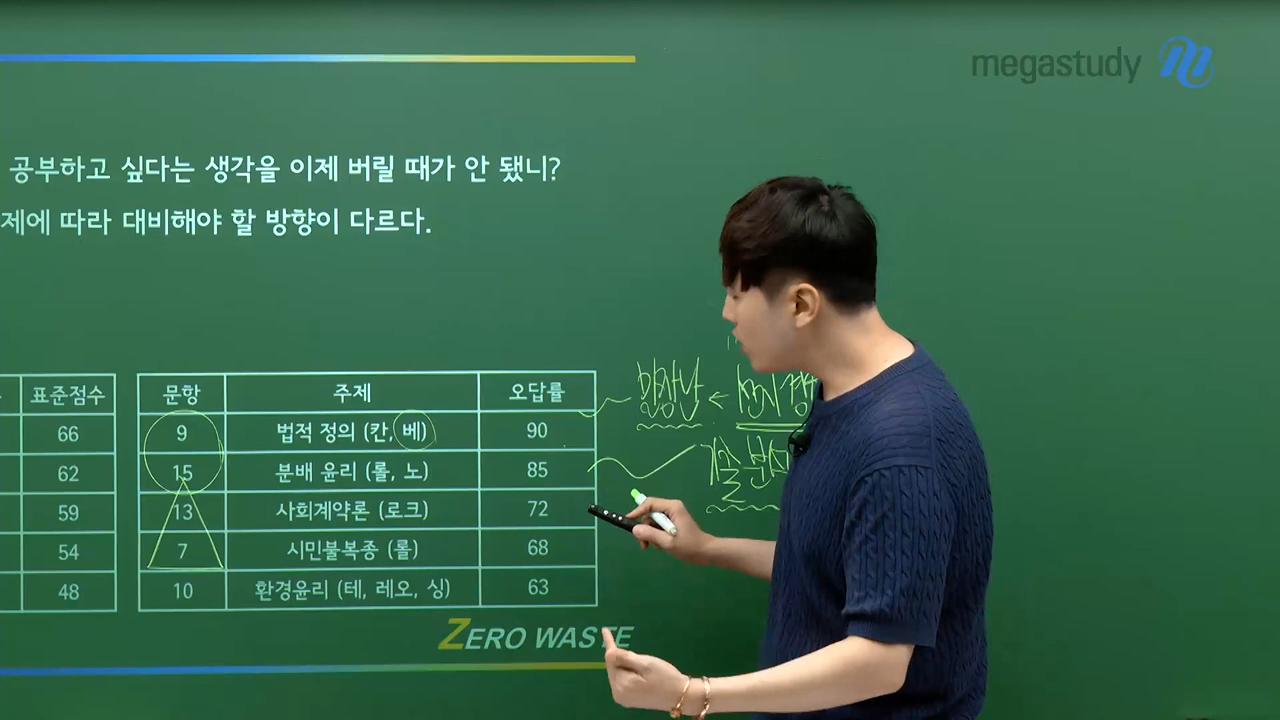 megastudy
공부하고 싶다는 생각을 이제 버릴 때가 안 됐니?
제에 따라 대비해야 할 방향이 다르다.
표준점수 문항 주제 오답률
66 9 법적 정의 (칸, 베) 90
62 15 분배 윤리 (롤, 노) 85
59 13 사회계약론 (로크) 72
54 7 시민불복종 (롤) 68
48 10 환경윤리 (테, 레오, 싱) 63
ZERO WASTE